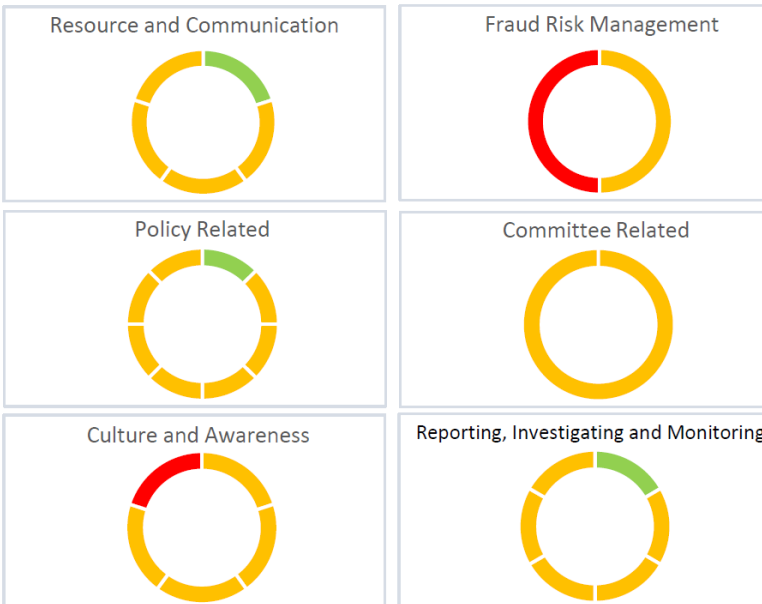 Resource and Communication
Fraud Risk Management
Policy Related
Committee Related
Culture and Awareness
Reporting, Investigating and Monitoring